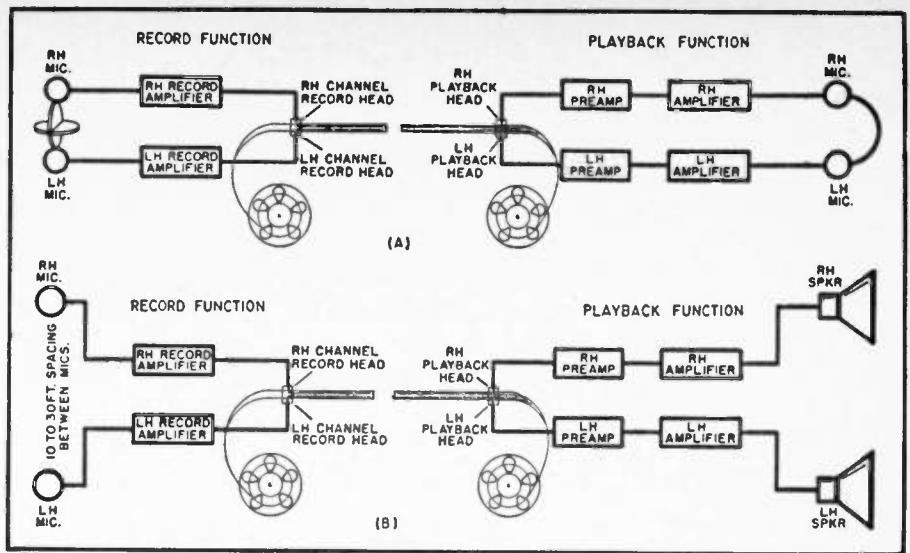 RECORD FUNCTION
PLAYBACK FUNCTION
RH
MIC.
RH RECORD
AMPLIFIER
RH CHANNEL
RECORD HEAD
RH
PLAYBACK
HEAD
RH
PREAMP
RH
AMPLIFIER
RH
MIC.
LH
MIC.
LH RECORD
AMPLIFIER
LH CHANNEL
RECORD HEAD
LH
PLAYBACK
HEAD
LH
PREAMP
LH
AMPLIFIER
LH
MIC.
(A)
RH
MIC.
RECORD FUNCTION
PLAYBACK FUNCTION
RH
SPKR
10 TO 30FT. SPACING
BETWEEN MICS.
RH RECORD
AMPLIFIER
RH CHANNEL
RECORD HEAD
RH
PLAYBACK
HEAD
RH
PREAMP
RH
AMPLIFIER
LH RECORD
AMPLIFIER
LH CHANNEL
RECORD HEAD
LH
PLAYBACK
HEAD
LH
PREAMP
LH
AMPLIFIER
LH
MIC.
LH
SPKR
(B)